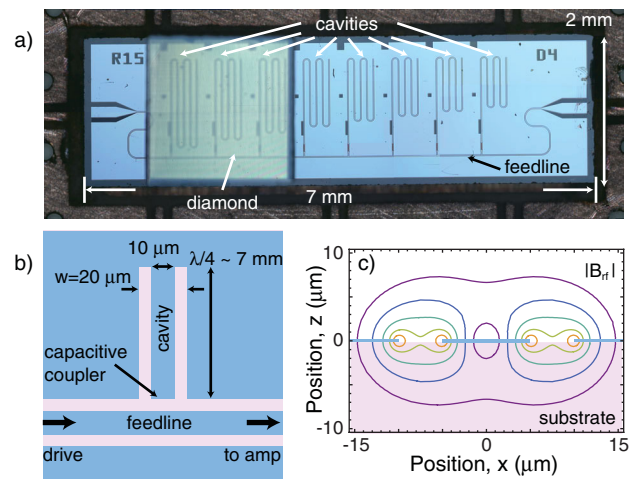 a)
cavities
2 mm
R15
D4
feedline
diamond
7 mm
b)
10 μm
λ/4 ~ 7 mm
w=20 μm
cavity
capacitive
coupler
feedline
drive
to amp
c)
|B_rf|
10
0
-10
Position, z (μm)
substrate
-15
0
15
Position, x (μm)